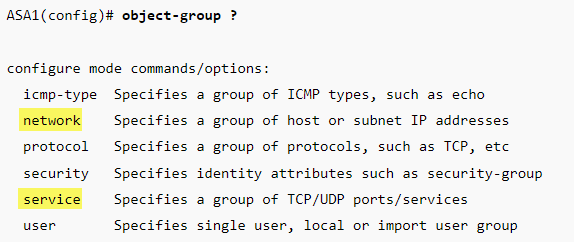 ASA1(config)# object-group ?
configure mode commands/options:
icmp-type Specifies a group of ICMP types, such as echo
network Specifies a group of host or subnet IP addresses
protocol Specifies a group of protocols, such as TCP, etc
security Specifies identity attributes such as security-group
service Specifies a group of TCP/UDP ports/services
user Specifies single user, local or import user group